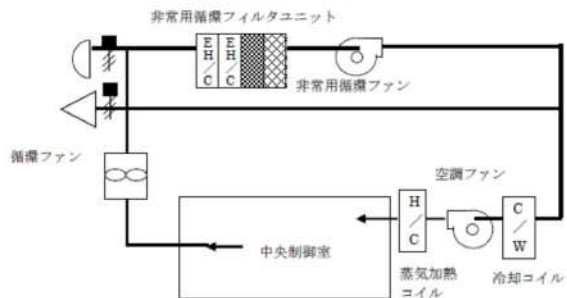 非常用循環フィルタユニット
EH/C
EH/C
非常用循環ファン
循環ファン
空調ファン
H/C
C/W
中央制御室
蒸気加熱
コイル
冷却コイル